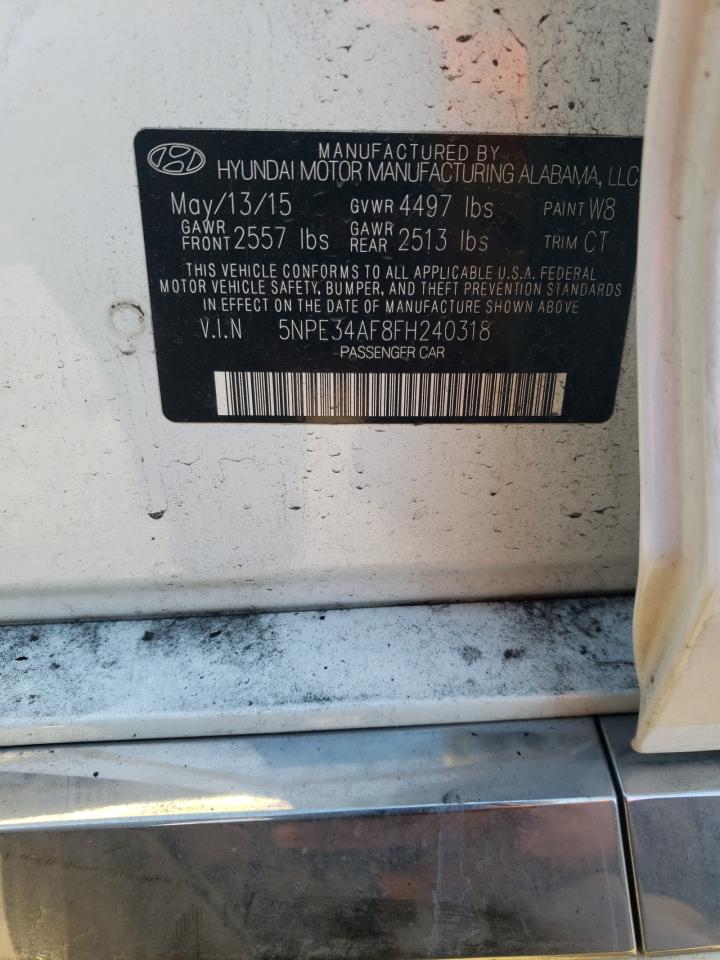 MANUFACTURED BY
HYUNDAI MOTOR MANUFACTURING ALABAMA, LLC
May/13/15 GVWR 4497 lbs PAINT W8
GAWR FRONT 2557 lbs GAWR REAR 2513 lbs TRIM CT
THIS VEHICLE CONFORMS TO ALL APPLICABLE U.S.A. FEDERAL
MOTOR VEHICLE SAFETY, BUMPER, AND THEFT PREVENTION STANDARDS
IN EFFECT ON THE DATE OF MANUFACTURE SHOWN ABOVE
V.I.N 5NPE34AF8FH240318
PASSENGER CAR